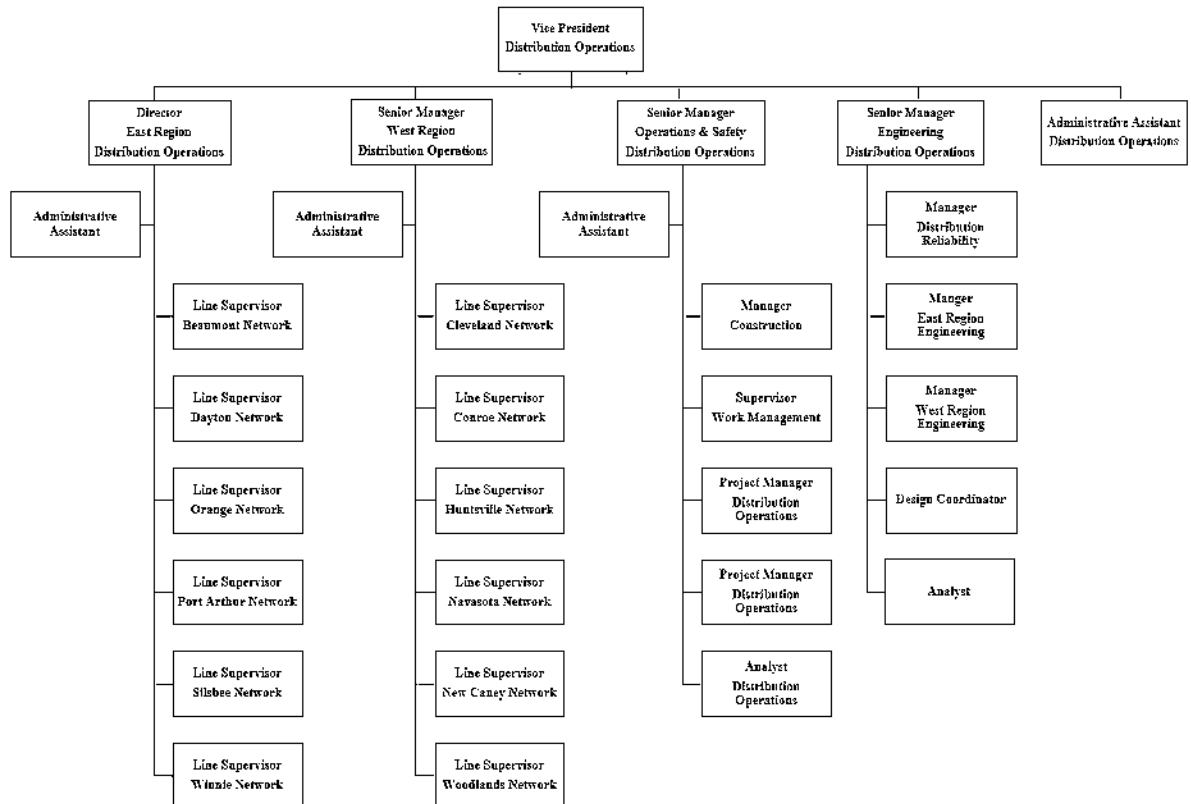 Vice President
Distribution Operations
Director
East Region
Distribution Operations
Senior Manager
West Region
Distribution Operations
Senior Manager
Operations & Safety
Distribution Operations
Senior Manager
Engineering
Distribution Operations
Administrative Assistant
Distribution Operations
Administrative
Assistant
Administrative
Assistant
Administrative
Assistant
Manager
Distribution
Reliability
Line Supervisor
Beaumont Network
Line Supervisor
Cleveland Network
Manager
Construction
Manger
East Region
Engineering
Line Supervisor
Dayton Network
Line Supervisor
Conroe Network
Supervisor
Work Management
Manager
West Region
Engineering
Line Supervisor
Orange Network
Line Supervisor
Huntsville Network
Project Manager
Distribution
Operations
Design Coordinator
Line Supervisor
Port Arthur Network
Line Supervisor
Navasota Network
Project Manager
Distribution
Operations
Analyst
Line Supervisor
Silsbee Network
Line Supervisor
New Caney Network
Analyst
Distribution
Operations
Line Supervisor
Winnie Network
Line Supervisor
Woodlands Network